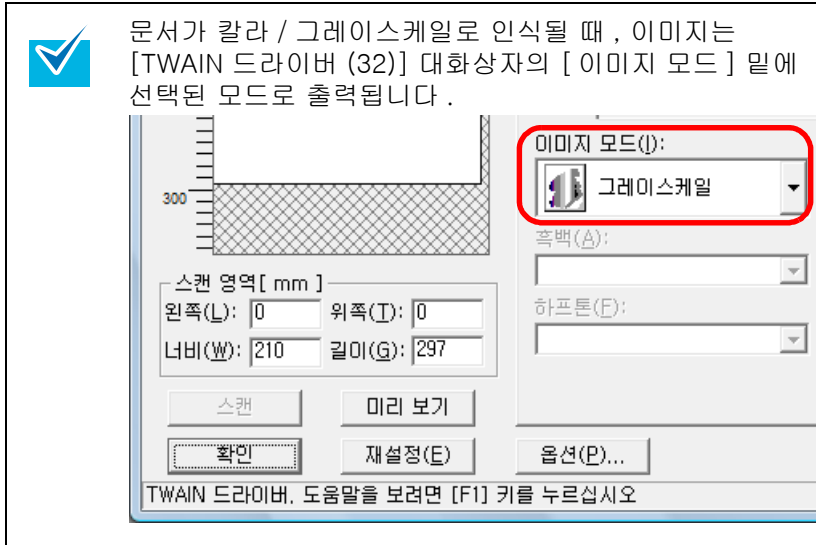 문서가 칼라 / 그레이스케일로 인식될 때 , 이미지는
[TWAIN 드라이버 (32)] 대화상자의 [ 이미지 모드 ] 밑에
선택된 모드로 출력됩니다 .
이미지 모드(I):
그레이스케일
300
흑백(A):
하프톤(F):
스캔 영역[ mm ]
왼쪽(L): 0 위쪽(T): 0
너비(W): 210 길이(G): 297
스캔 미리 보기
확인 재설정(E) 옵션(P)...
TWAIN 드라이버, 도움말을 보려면 [F1] 키를 누르십시오